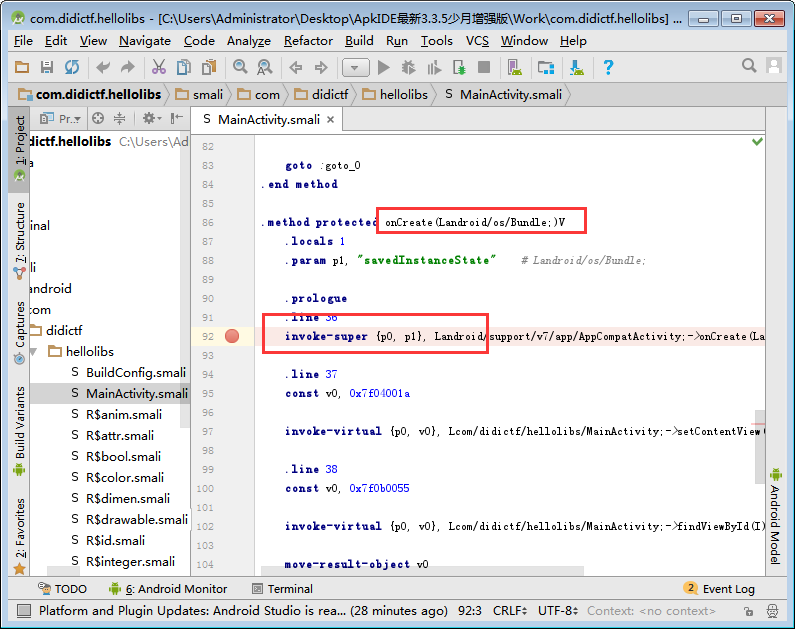 com.didictf.hellolibs - [C:\Users\Administrator\Desktop\ApkIDE最新3.3.5少月增强版\Work\com.didictf.hellolibs] ...
File Edit View Navigate Code Analyze Refactor Build Run Tools VCS Window Help
com.didictf.hellolibs smali com didictf hellolibs S MainActivity.smali
1: Project
7: Structure
Captures
Build Variants
2: Favorites
Pr...
dictf.hellolibs C:\Users\Ad
a
inal
li
android
com
didictf
hellolibs
S BuildConfig.smali
S MainActivity.smali
S R$anim.smali
S R$attr.smali
S R$bool.smali
S R$color.smali
S R$dimen.smali
S R$drawable.smali
S R$id.smali
S R$integer.smali
S MainActivity.smali ×
82
83 goto :goto_0
84 .end method
85
86 .method protected onCreate(Landroid/os/Bundle;)V
87 .locals 1
88 .param p1, "savedInstanceState" # Landroid/os/Bundle;
89
90 .prologue
91 .line 36
92 invoke-super {p0, p1}, Landroid/support/v7/app/AppCompatActivity;->onCreate(La
93
94 .line 37
95 const v0, 0x7f04001a
96
97 invoke-virtual {p0, v0}, Lcom/didictf/hellolibs/MainActivity;->setContentView(
98
99 .line 38
100 const v0, 0x7f0b0055
101
102 invoke-virtual {p0, v0}, Lcom/didictf/hellolibs/MainActivity;->findViewById(I)
103
104 move-result-object v0
Android Model
TODO 6: Android Monitor Terminal 2 Event Log
Platform and Plugin Updates: Android Studio is rea... (28 minutes ago) 92:3 CRLF UTF-8 Context: <no context>